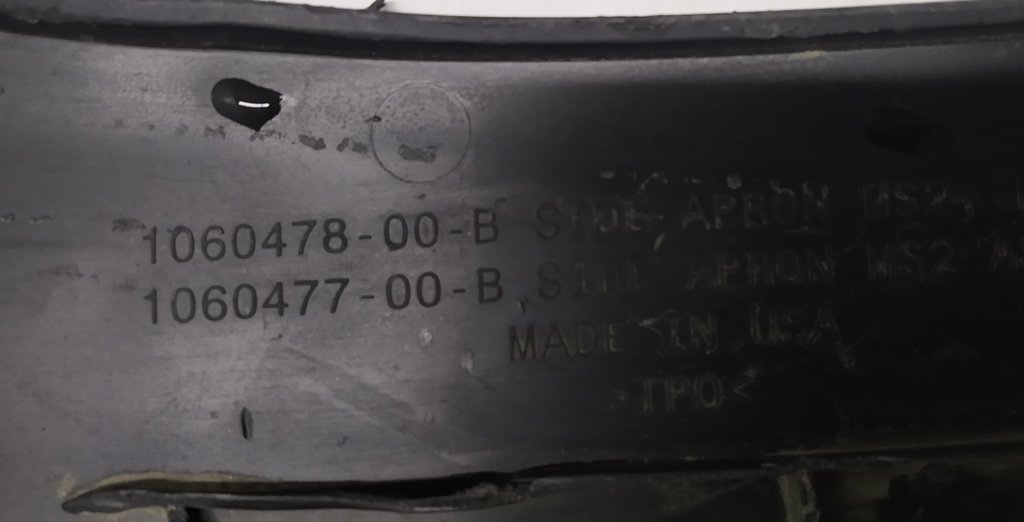 1060478-00-B SIDE APRON MS2,
1060477-00-B, SIDE APRON MS2
MADE IN USA
>TPO<